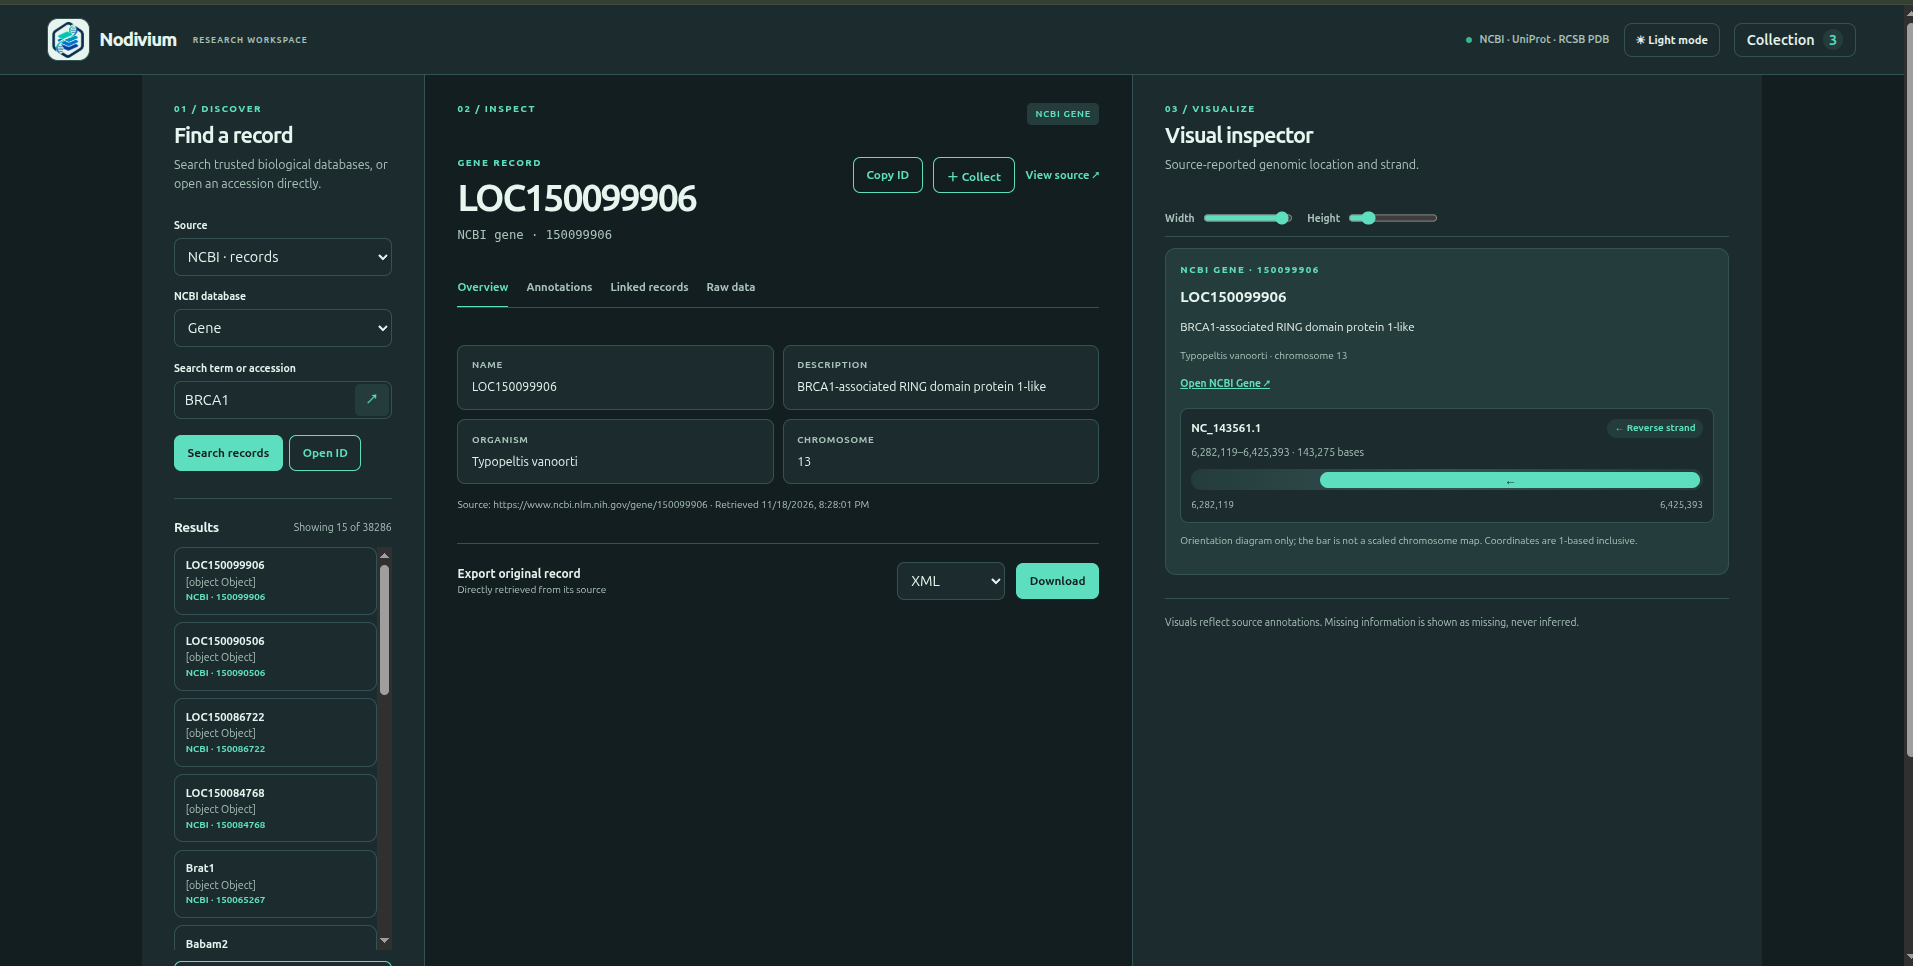 Nodivium
RESEARCH WORKSPACE
NCBI · UniProt · RCSB PDB
☀ Light mode
Collection 3
01 / DISCOVER
Find a record
Search trusted biological databases, or
open an accession directly.
Source
NCBI · records
NCBI database
Gene
Search term or accession
BRCA1
↗
Search records
Open ID
Results
Showing 15 of 38286
LOC150099906
[object Object]
NCBI · 150099906
LOC150090506
[object Object]
NCBI · 150090506
LOC150086722
[object Object]
NCBI · 150086722
LOC150084768
[object Object]
NCBI · 150084768
Brat1
[object Object]
NCBI · 150065267
Babam2
02 / INSPECT
NCBI GENE
GENE RECORD
LOC150099906
NCBI gene · 150099906
Copy ID
+ Collect
View source ↗
Overview
Annotations
Linked records
Raw data
NAME
LOC150099906
DESCRIPTION
BRCA1-associated RING domain protein 1-like
ORGANISM
Typopeltis vanoorti
CHROMOSOME
13
Source: https://www.ncbi.nlm.nih.gov/gene/150099906 · Retrieved 11/18/2026, 8:28:01 PM
Export original record
Directly retrieved from its source
XML
Download
03 / VISUALIZE
Visual inspector
Source-reported genomic location and strand.
Width
Height
NCBI GENE · 150099906
LOC150099906
BRCA1-associated RING domain protein 1-like
Typopeltis vanoorti · chromosome 13
Open NCBI Gene ↗
NC_143561.1
← Reverse strand
6,282,119–6,425,393 · 143,275 bases
←
6,282,119
6,425,393
Orientation diagram only; the bar is not a scaled chromosome map. Coordinates are 1-based inclusive.
Visuals reflect source annotations. Missing information is shown as missing, never inferred.